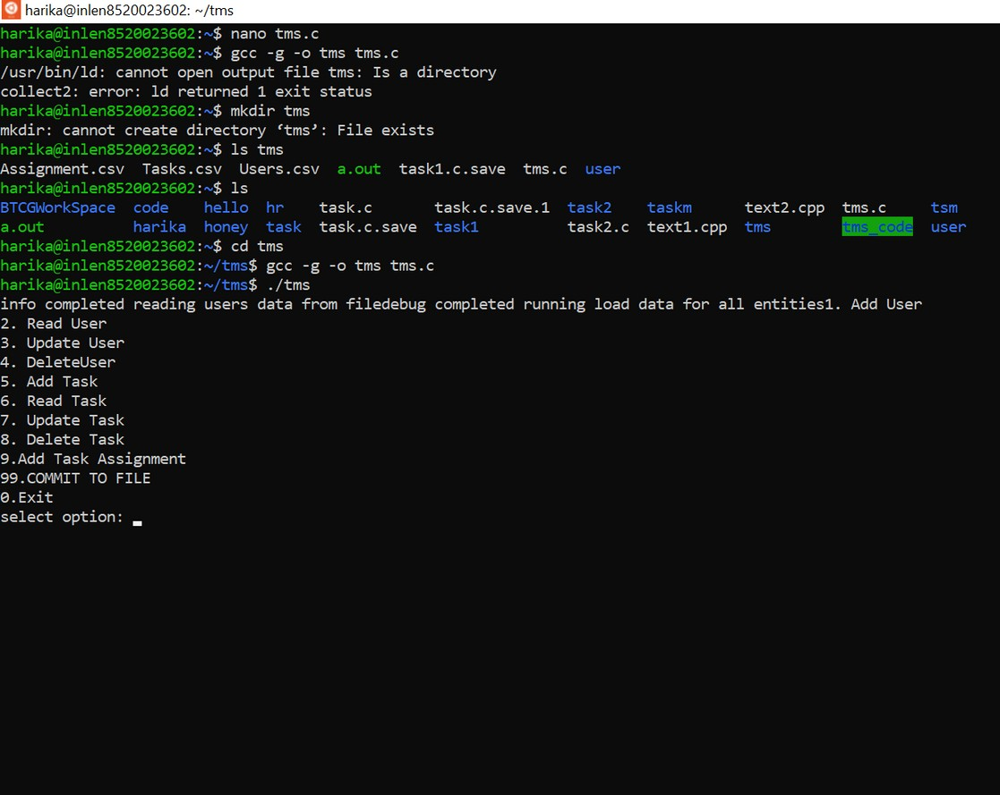 harika@inlen8520023602: ~/tms
harika@inlen8520023602:~$ nano tms.c
harika@inlen8520023602:~$ gcc -g -o tms tms.c
/usr/bin/ld: cannot open output file tms: Is a directory
collect2: error: ld returned 1 exit status
harika@inlen8520023602:~$ mkdir tms
mkdir: cannot create directory ‘tms’: File exists
harika@inlen8520023602:~$ ls tms
Assignment.csv  Tasks.csv  Users.csv  a.out  task1.c.save  tms.c  user
harika@inlen8520023602:~$ ls
BTCGWorkSpace  code    hello  hr    task.c       task.c.save.1  task2    taskm      text2.cpp  tms.c     tsm
a.out          harika  honey  task  task.c.save  task1          task2.c  text1.cpp  tms        tms_code  user
harika@inlen8520023602:~$ cd tms
harika@inlen8520023602:~/tms$ gcc -g -o tms tms.c
harika@inlen8520023602:~/tms$ ./tms
info completed reading users data from filedebug completed running load data for all entities1. Add User
2. Read User
3. Update User
4. DeleteUser
5. Add Task
6. Read Task
7. Update Task
8. Delete Task
9.Add Task Assignment
99.COMMIT TO FILE
0.Exit
select option: